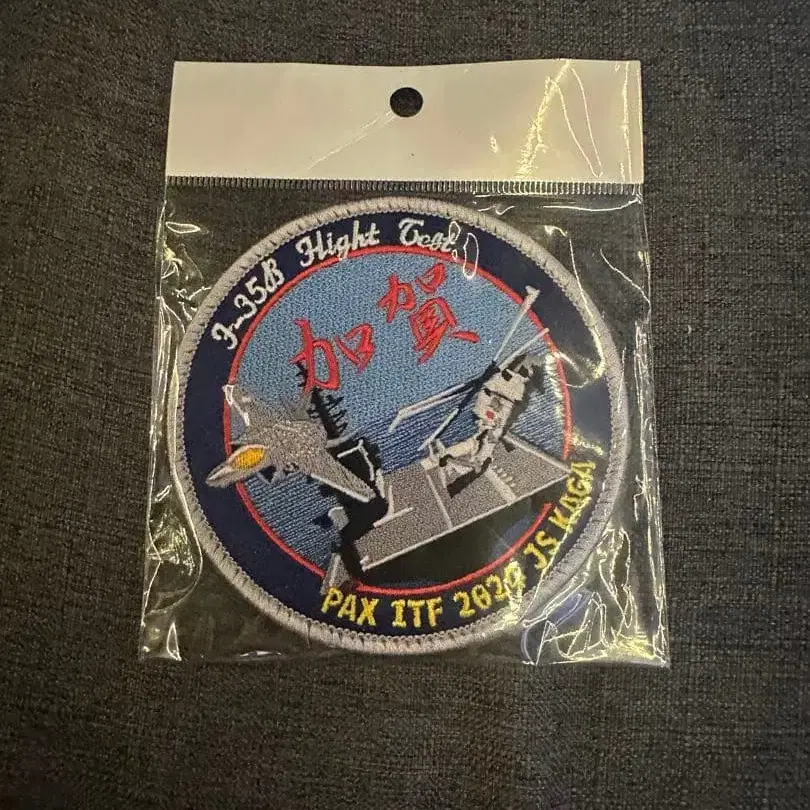 F-35B Flight Test
加賀
PAX ITF 2024 JS KAGA